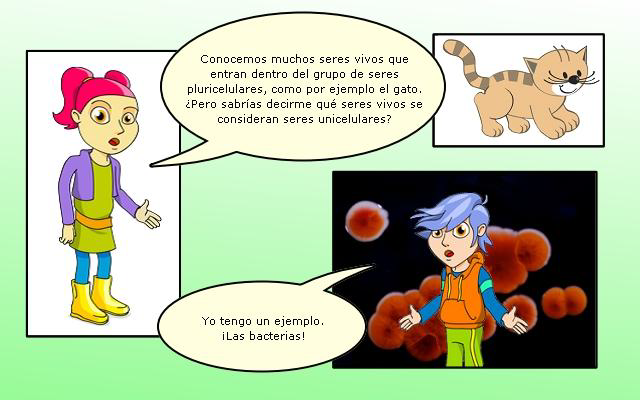 Conocemos muchos seres vivos que
entran dentro del grupo de seres
pluricelulares, como por ejemplo el gato.
¿Pero sabrías decirme qué seres vivos se
consideran seres unicelulares?
Yo tengo un ejemplo.
¡Las bacterias!